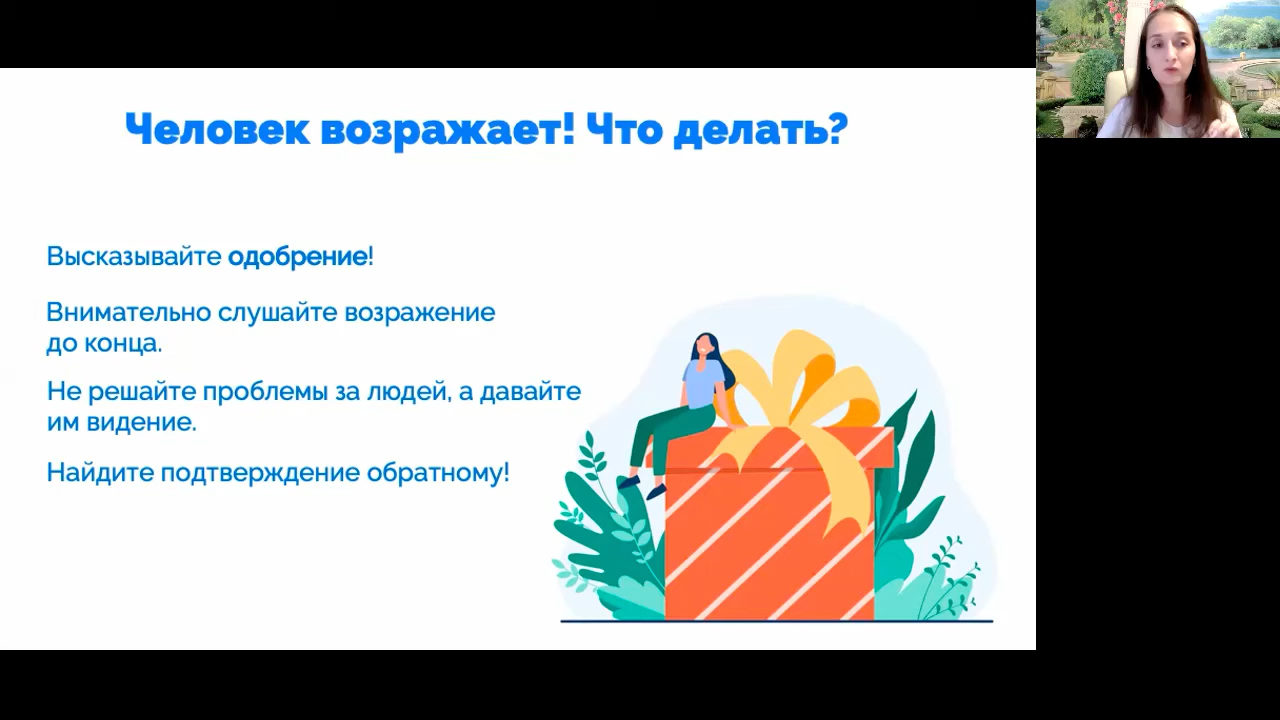 Человек возражает! Что делать?
Высказывайте одобрение!
Внимательно слушайте возражение
до конца.
Не решайте проблемы за людей, а давайте
им видение.
Найдите подтверждение обратному!